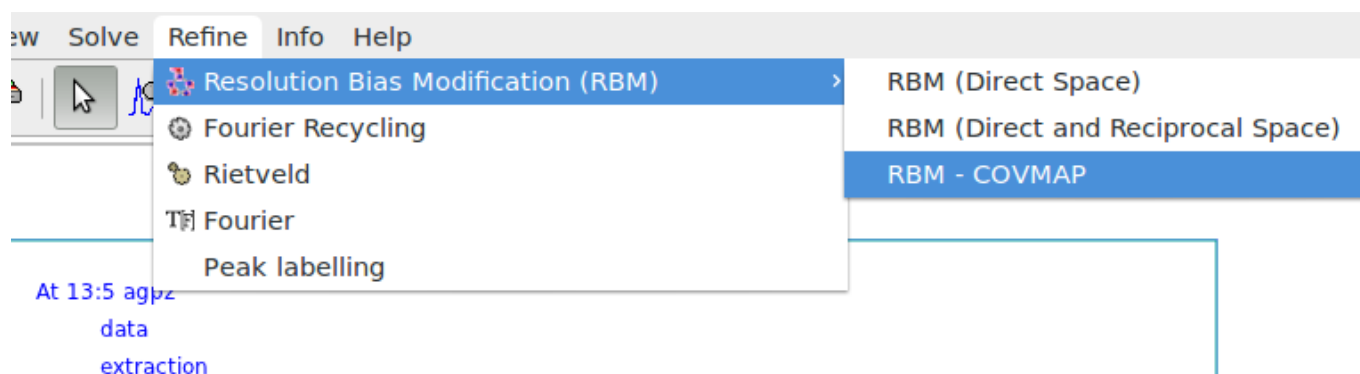 ew Solve Refine Info Help
Resolution Bias Modification (RBM)
RBM (Direct Space)
Fourier Recycling
RBM (Direct and Reciprocal Space)
Rietveld
RBM - COVMAP
Fourier
Peak labelling
At 13:5 agpz
data
extraction